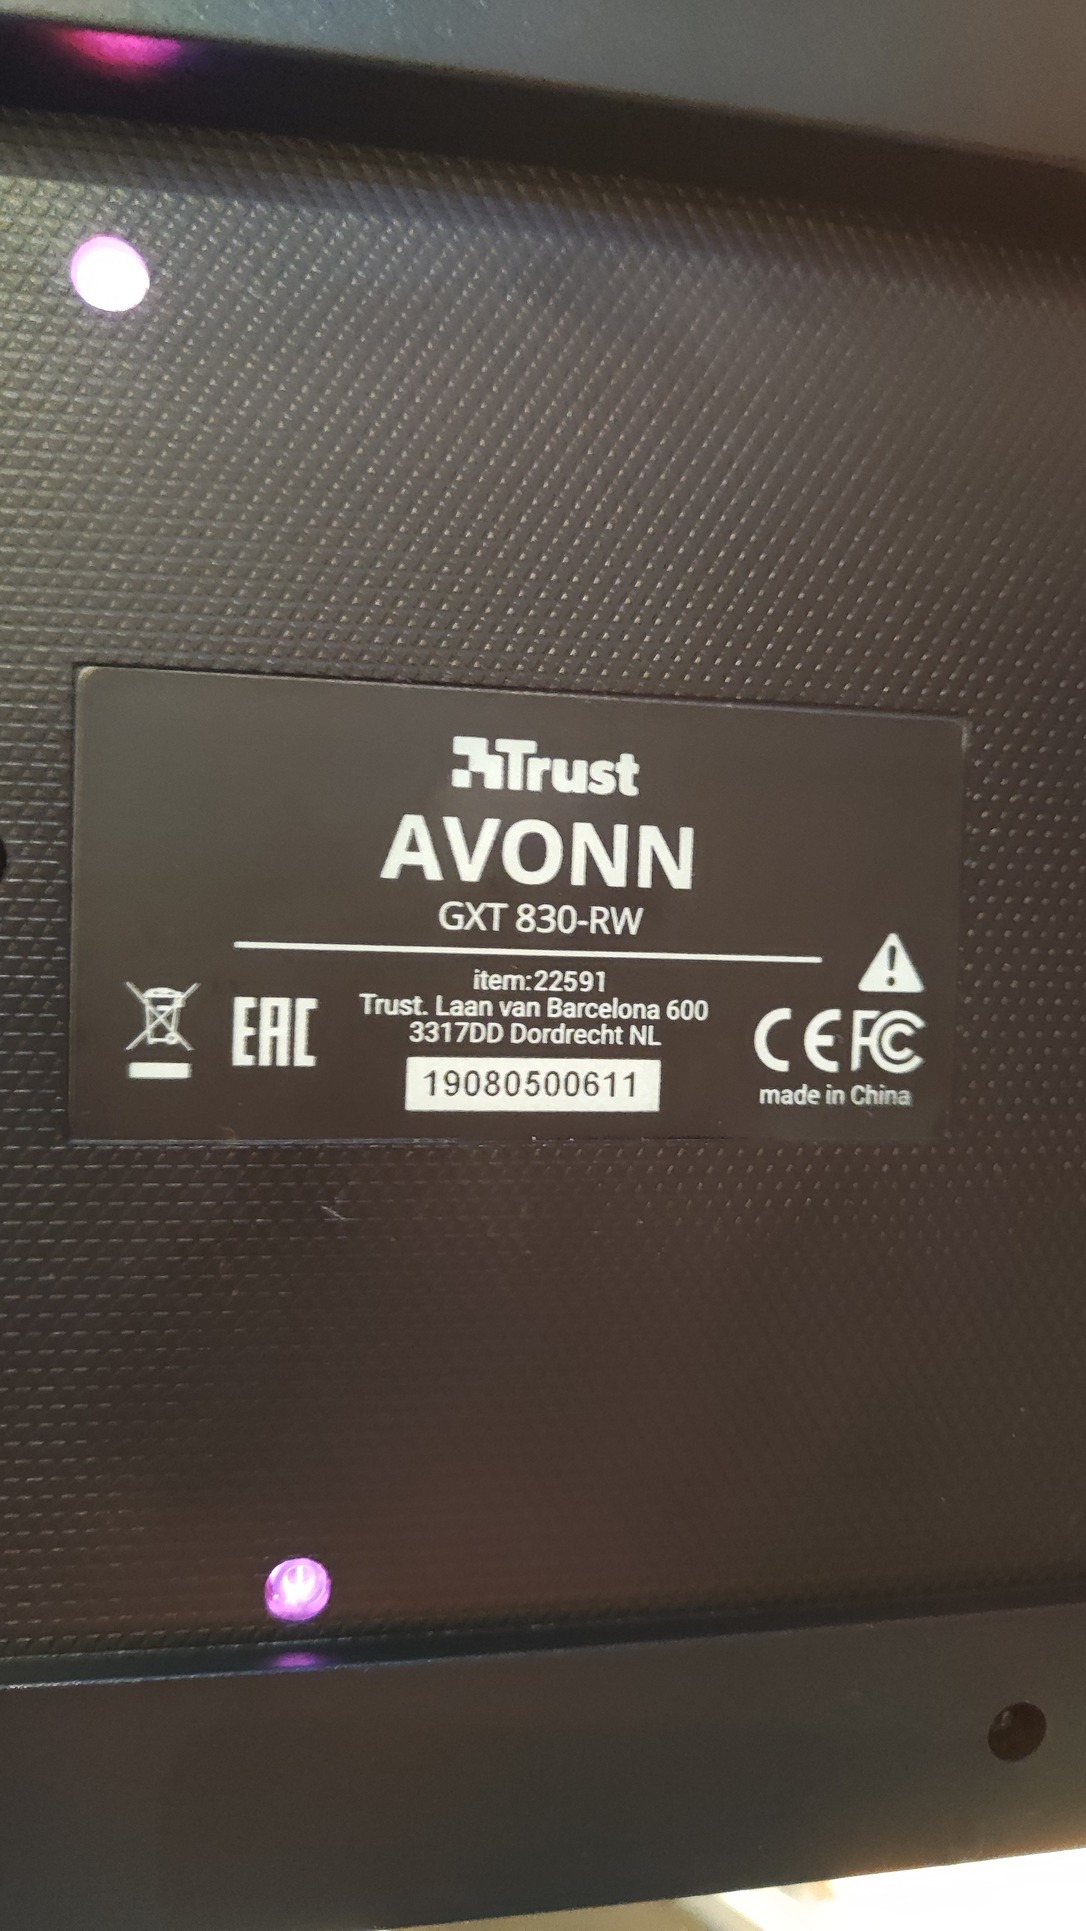 Trust
AVONN
GXT 830-RW
item:22591
Trust. Laan van Barcelona 600
3317DD Dordrecht NL
19080500611
EAC
CE FC
made in China